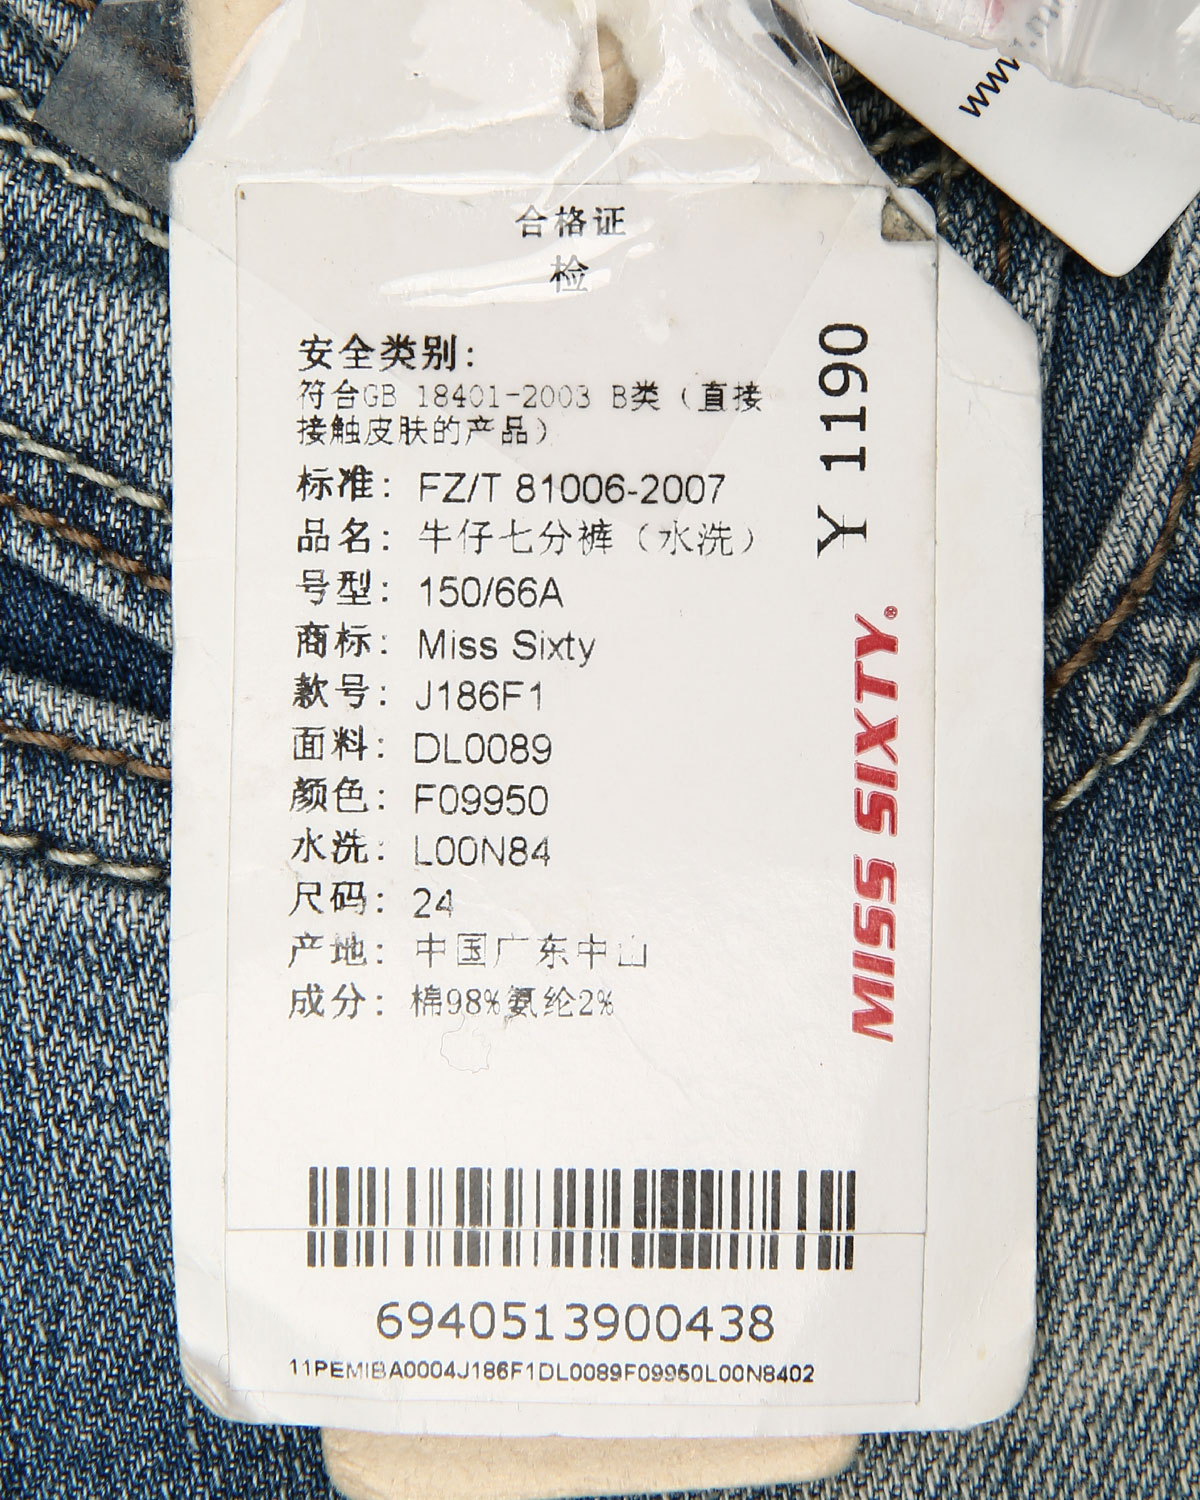 合格证
检
安全类别：
符合GB 18401-2003 B类（直接
接触皮肤的产品）
标准： FZ/T 81006-2007
品名： 牛仔七分裤（水洗）
号型： 150/66A
商标： Miss Sixty
款号： J186F1
面料： DL0089
颜色： F09950
水洗： L00N84
尺码： 24
产地： 中国广东中山
成分： 棉98%氨纶2%
¥ 1190
MISS SIXTY®
6940513900438
11PEMIBA0004J186F1DL0089F09950L00N8402
www.